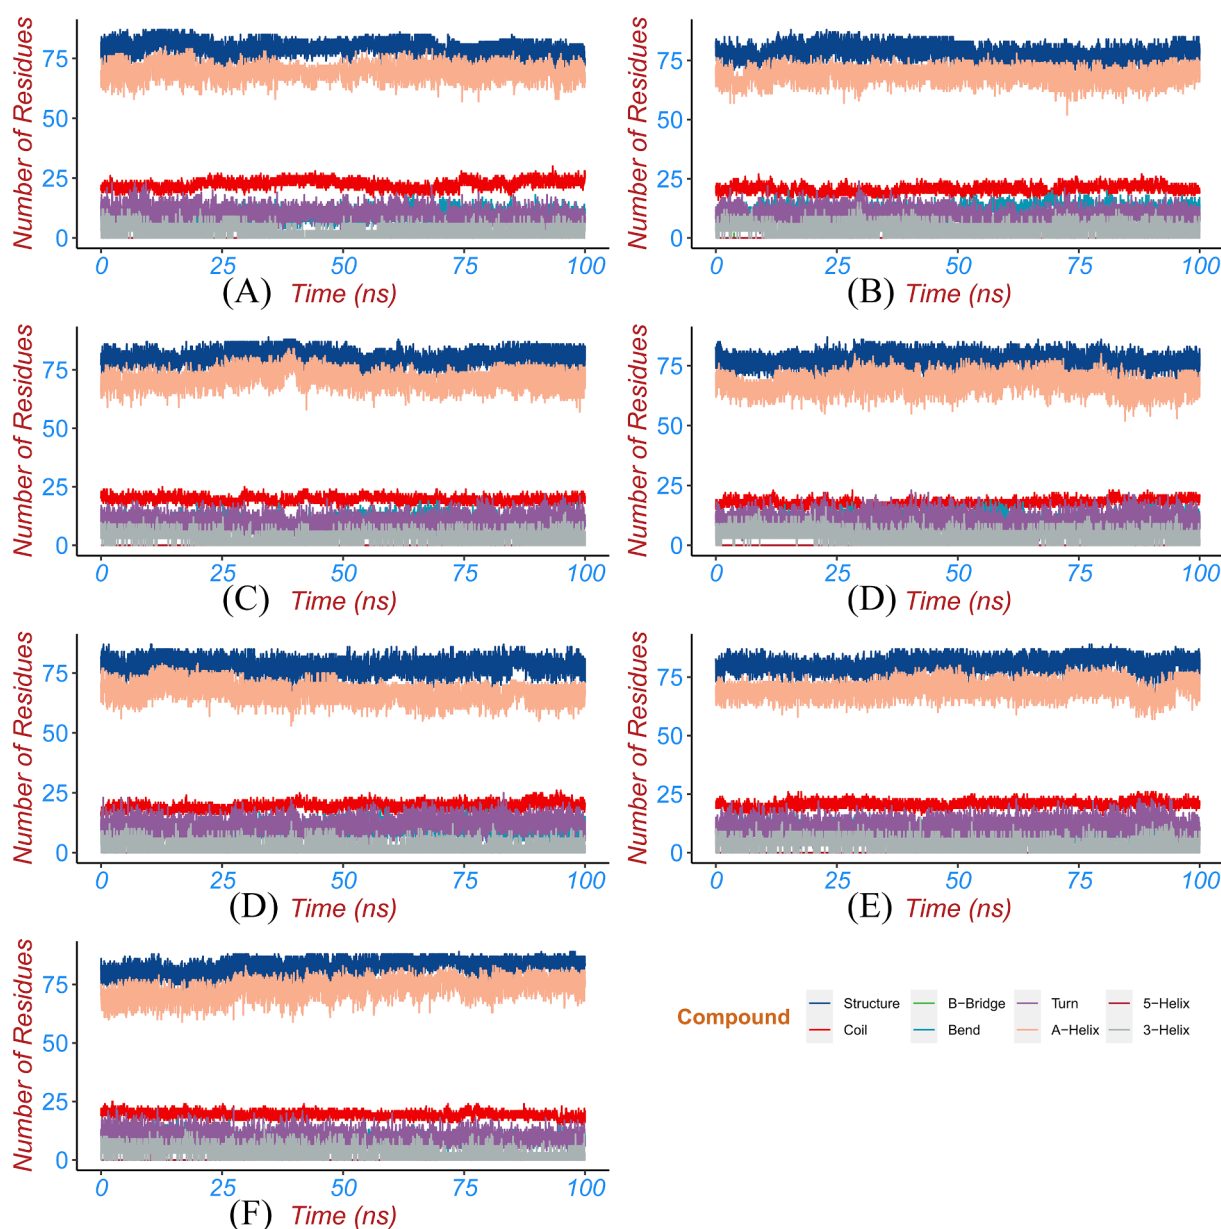 Number of Residues
75
50
25
0
0 25 50 75 100
(A) Time (ns)
Number of Residues
75
50
25
0
0 25 50 75 100
(B) Time (ns)
Number of Residues
75
50
25
0
0 25 50 75 100
(C) Time (ns)
Number of Residues
75
50
25
0
0 25 50 75 100
(D) Time (ns)
Number of Residues
75
50
25
0
0 25 50 75 100
(D) Time (ns)
Number of Residues
75
50
25
0
0 25 50 75 100
(E) Time (ns)
Number of Residues
75
50
25
0
0 25 50 75 100
(F) Time (ns)
Compound
Structure B−Bridge Turn 5−Helix
Coil Bend A−Helix 3−Helix